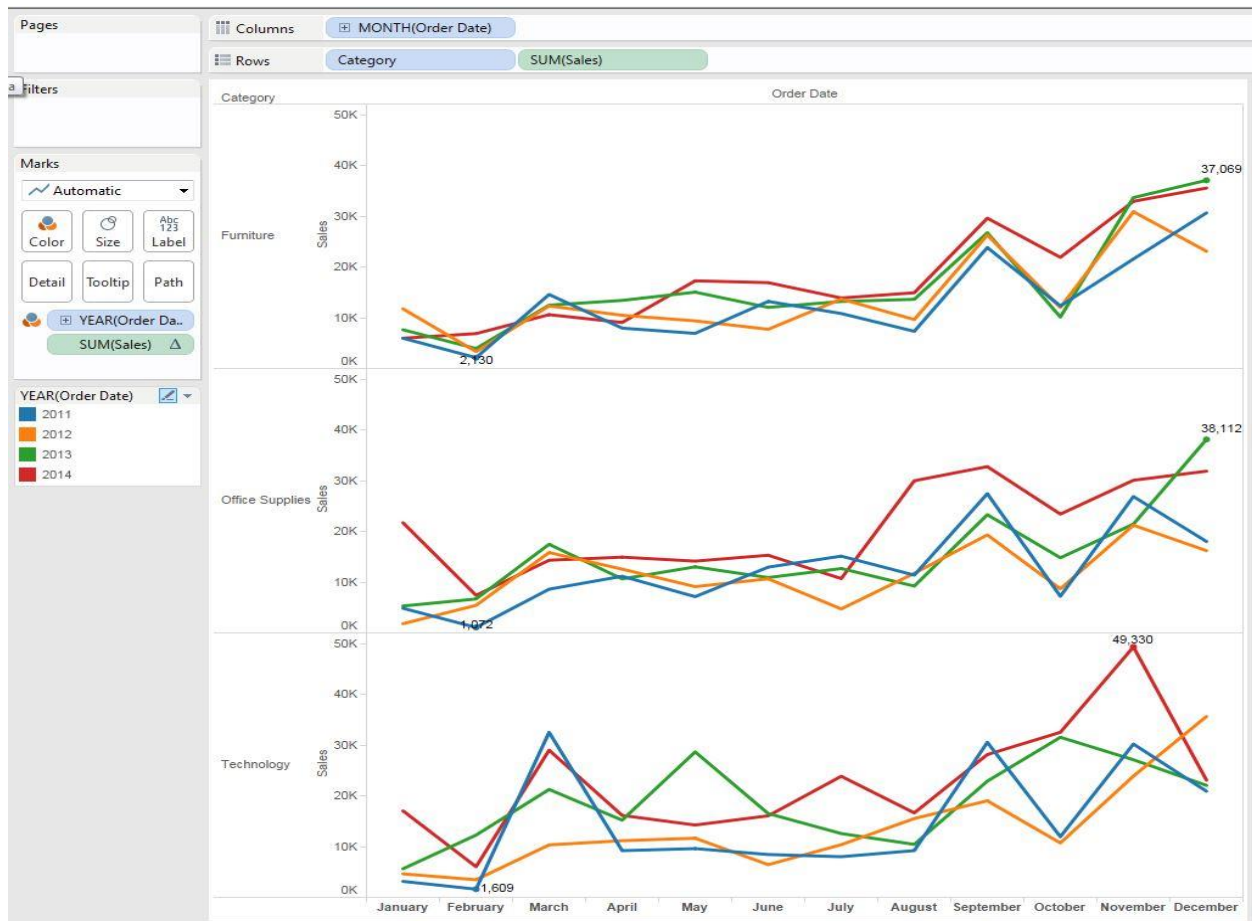 Pages
Columns
MONTH(Order Date)
Rows
Category
SUM(Sales)
a
Filters
Marks
Automatic
Color
Size
Abc
123
Label
Detail
Tooltip
Path
YEAR(Order Da..
SUM(Sales) Δ
YEAR(Order Date)
2011
2012
2013
2014
Category
Order Date
Furniture
Sales
50K
40K
30K
20K
10K
0K
37,069
2,130
Office Supplies
Sales
50K
40K
30K
20K
10K
0K
38,112
1,072
Technology
Sales
50K
40K
30K
20K
10K
0K
49,330
1,609
January February March April May June July August September October November December